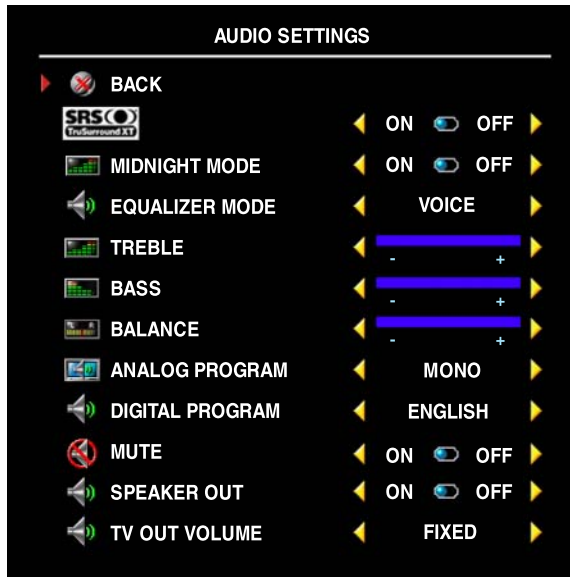 AUDIO SETTINGS
BACK
SRS
TruSurround XT
ON OFF
MIDNIGHT MODE ON OFF
EQUALIZER MODE VOICE
TREBLE
- +
BASS
- +
BALANCE
- +
ANALOG PROGRAM MONO
DIGITAL PROGRAM ENGLISH
MUTE ON OFF
SPEAKER OUT ON OFF
TV OUT VOLUME FIXED